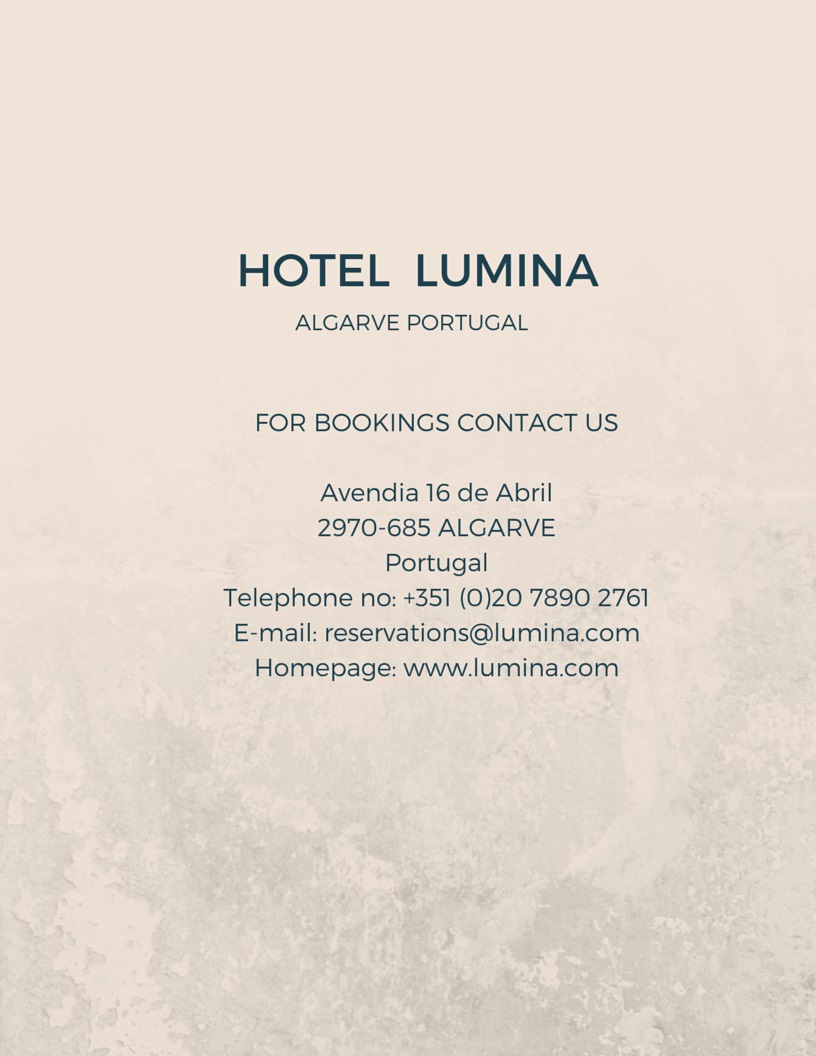 HOTEL LUMINA
ALGARVE PORTUGAL
FOR BOOKINGS CONTACT US
Avendia 16 de Abril
2970-685 ALGARVE
Portugal
Telephone no: +351 (0)20 7890 2761
E-mail: reservations@lumina.com
Homepage: www.lumina.com